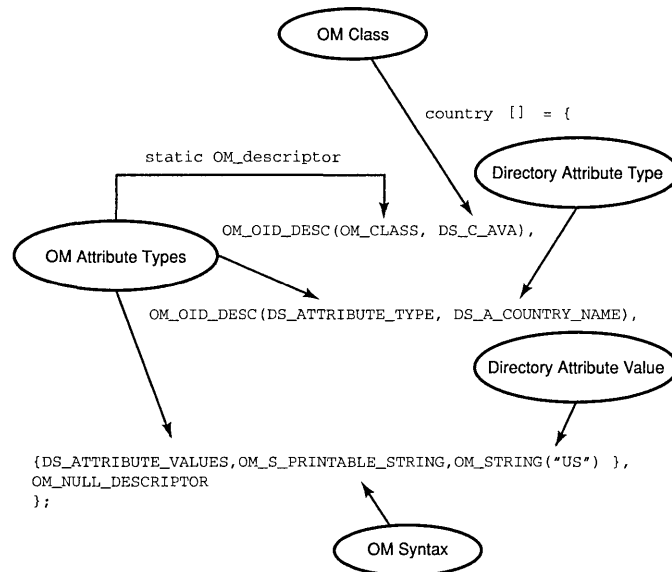 OM Class
country [] = {
static OM_descriptor
Directory Attribute Type
OM_OID_DESC(OM_CLASS, DS_C_AVA),
OM Attribute Types
OM_OID_DESC(DS_ATTRIBUTE_TYPE, DS_A_COUNTRY_NAME),
Directory Attribute Value
{DS_ATTRIBUTE_VALUES,OM_S_PRINTABLE_STRING,OM_STRING("US") },
OM_NULL_DESCRIPTOR
};
OM Syntax